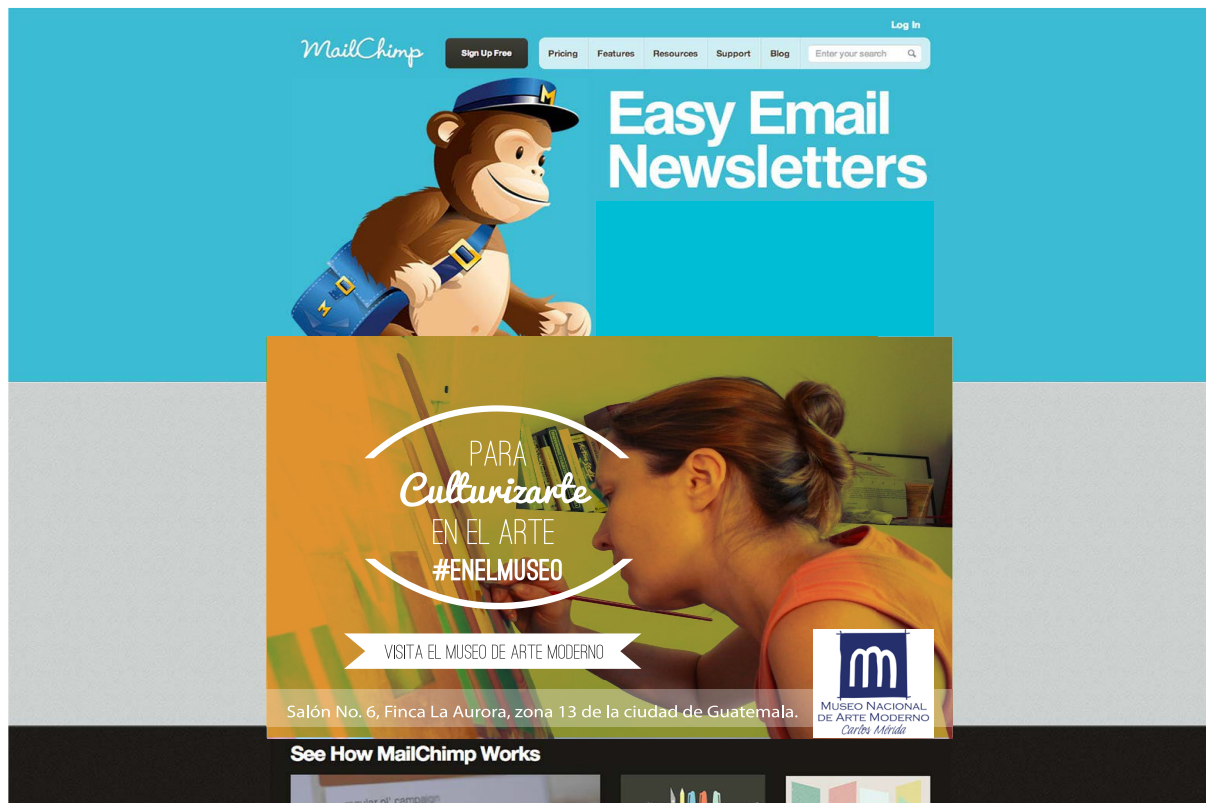 Log In
MailChimp
Sign Up Free
Pricing
Features
Resources
Support
Blog
Enter your search
M
Easy Email
Newsletters
M
PARA
Culturizarte
EN EL ARTE
#ENELMUSEO
VISITA EL MUSEO DE ARTE MODERNO
Salón No. 6, Finca La Aurora, zona 13 de la ciudad de Guatemala.
m
MUSEO NACIONAL
DE ARTE MODERNO
Carlos Mérida
See How MailChimp Works
campaign